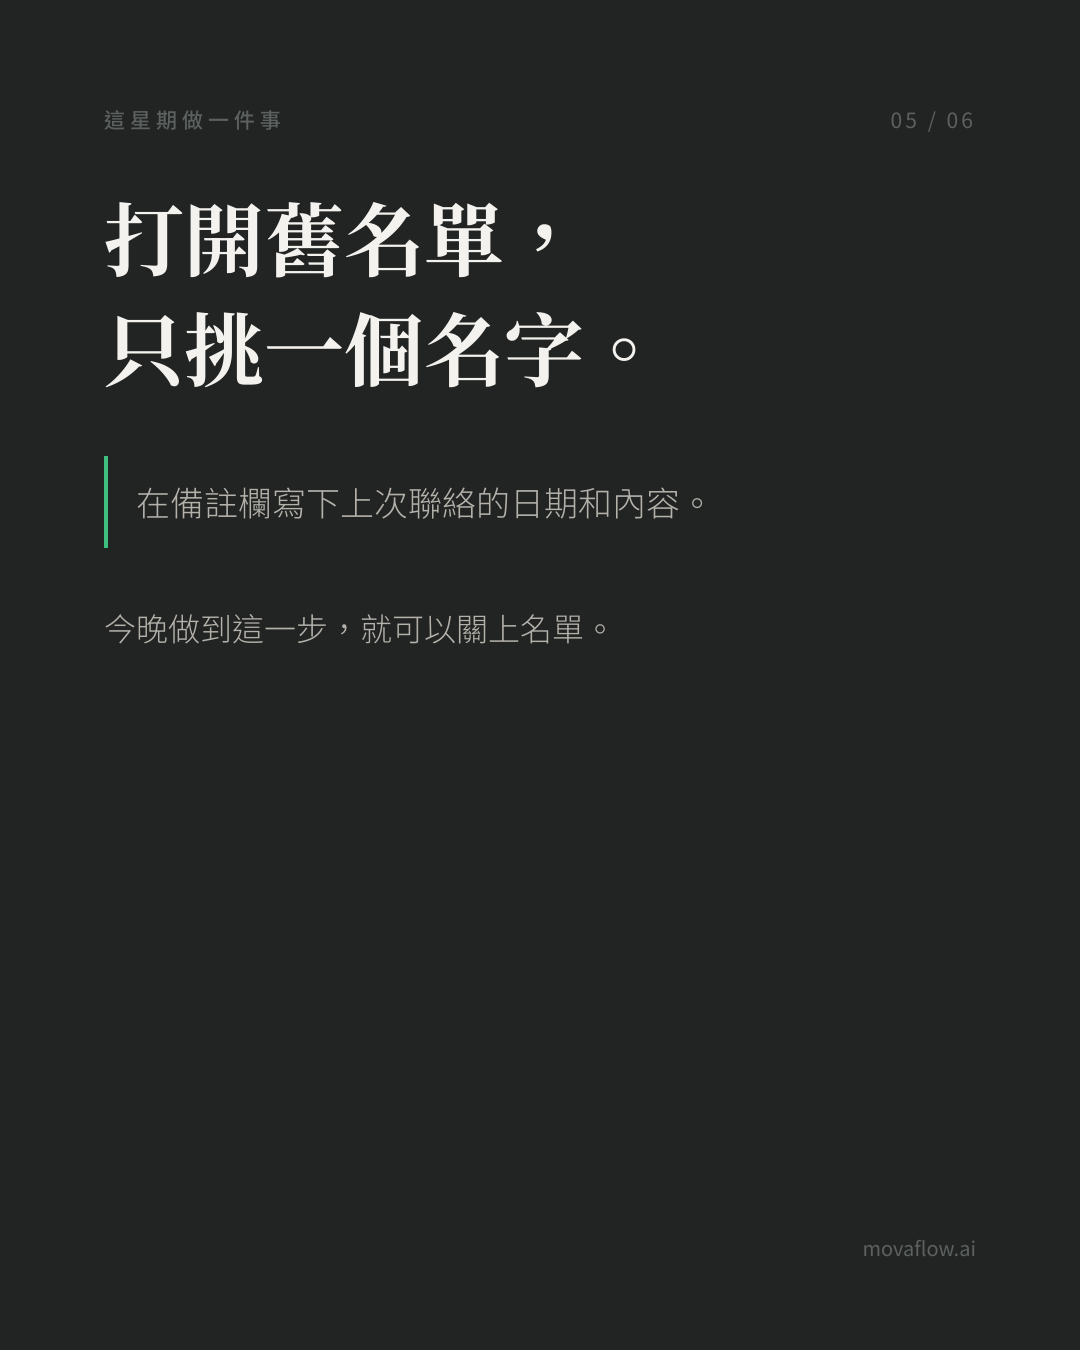 這星期做一件事
05 / 06
打開舊名單，
只挑一個名字。
在備註欄寫下上次聯絡的日期和內容。
今晚做到這一步，就可以關上名單。
movaflow.ai